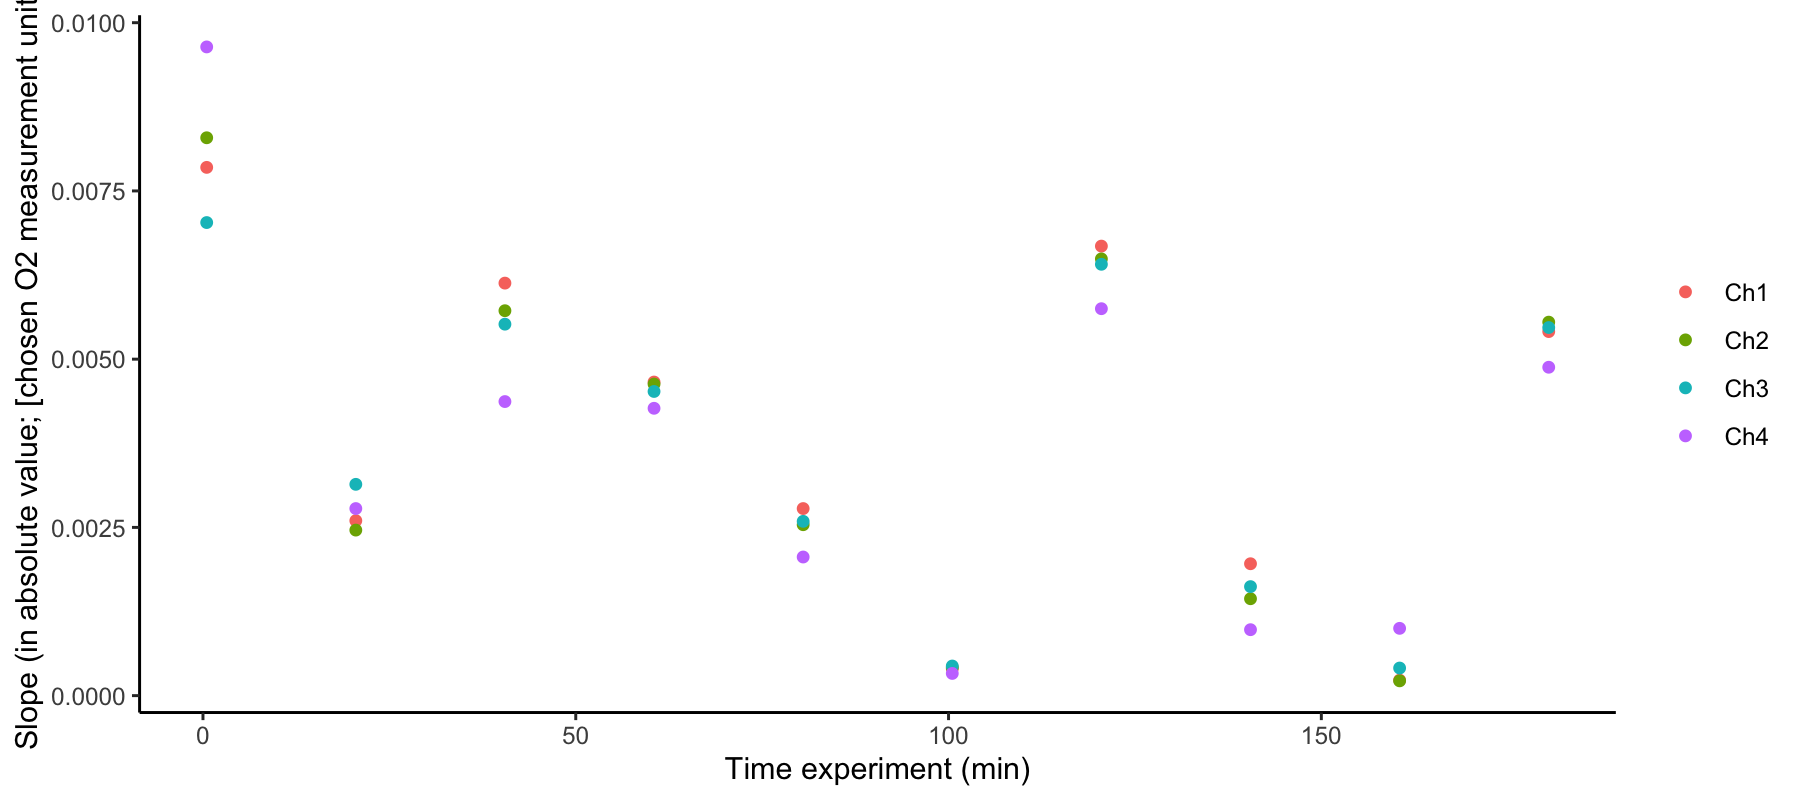 Slope (in absolute value; [chosen O2 measurement unit
0.0100
0.0075
0.0050
0.0025
0.0000
0 50 100 150
Time experiment (min)
Ch1
Ch2
Ch3
Ch4